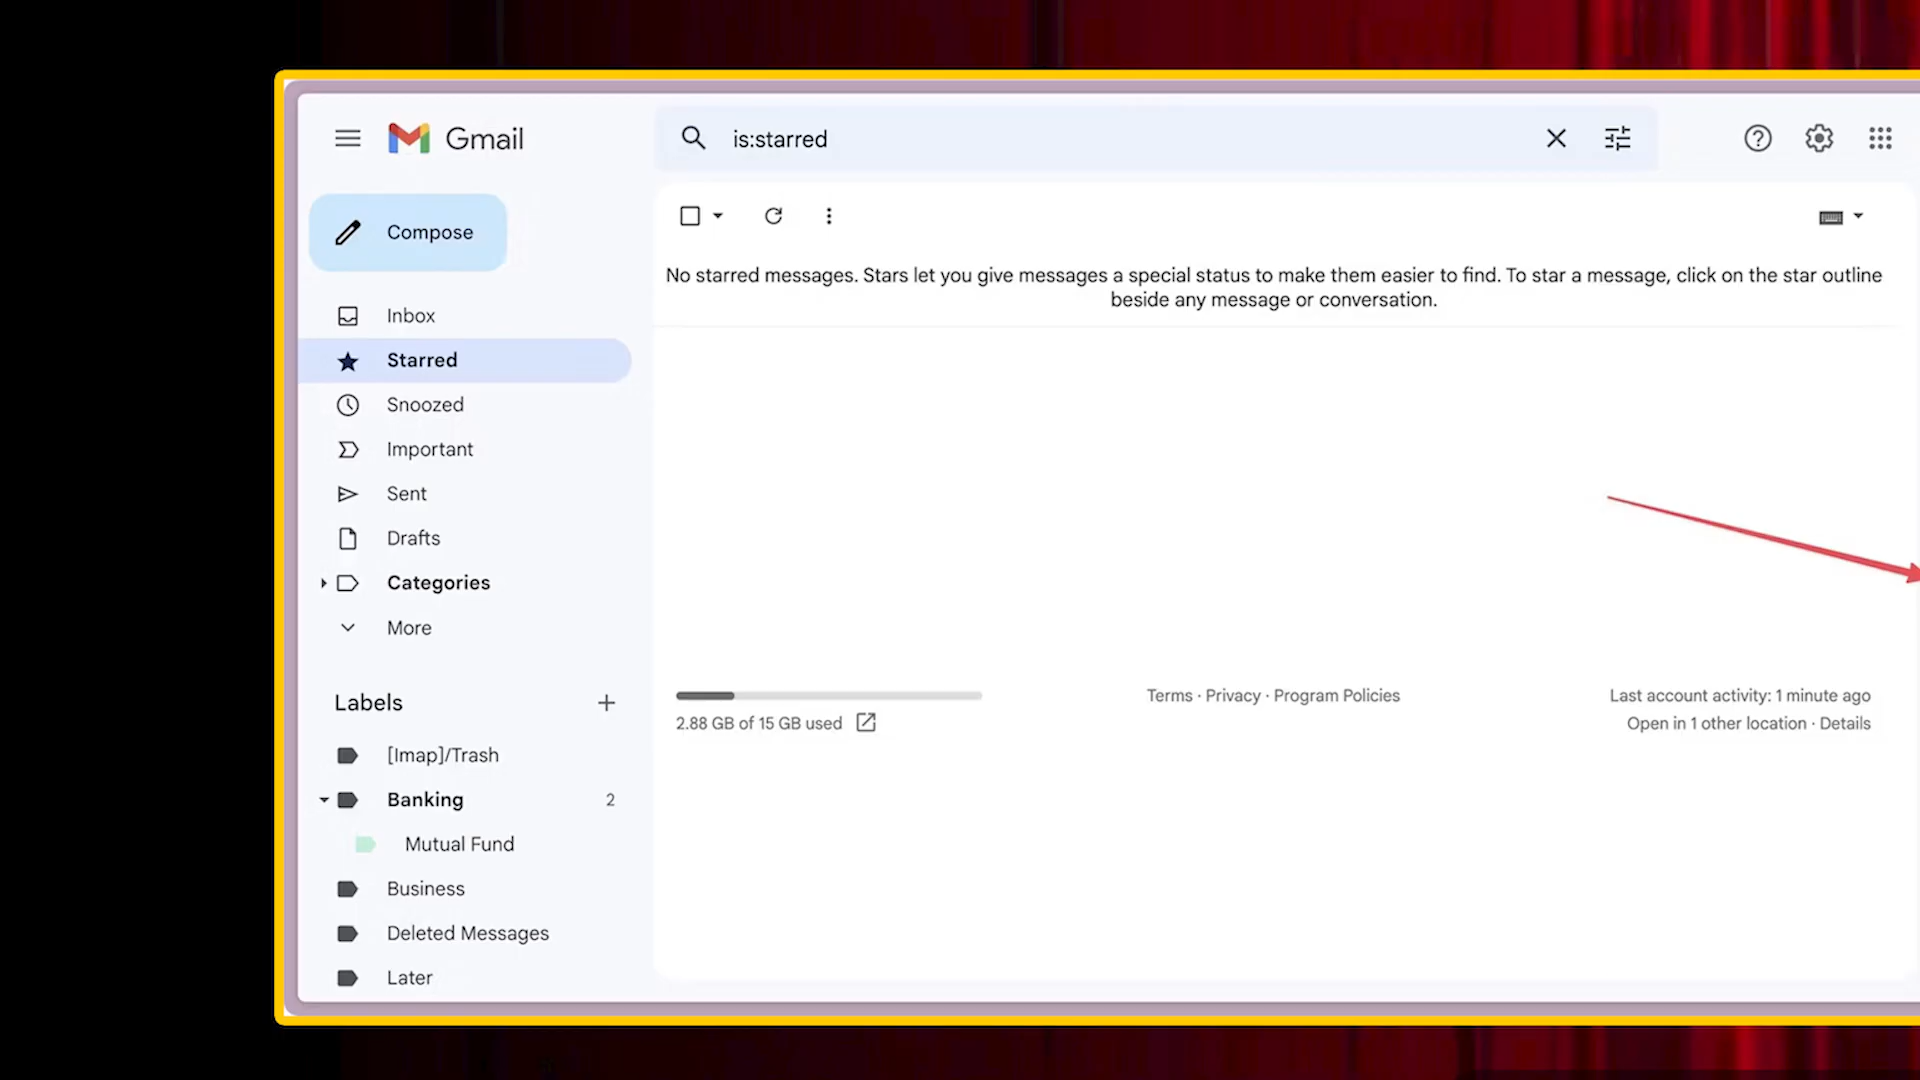 Gmail
is:starred
Compose
No starred messages. Stars let you give messages a special status to make them easier to find. To star a message, click on the star outline
beside any message or conversation.
Inbox
Starred
Snoozed
Important
Sent
Drafts
Categories
More
2.88 GB of 15 GB used
Terms · Privacy · Program Policies
Last account activity: 1 minute ago
Open in 1 other location · Details
Labels
[Imap]/Trash
Banking 2
Mutual Fund
Business
Deleted Messages
Later